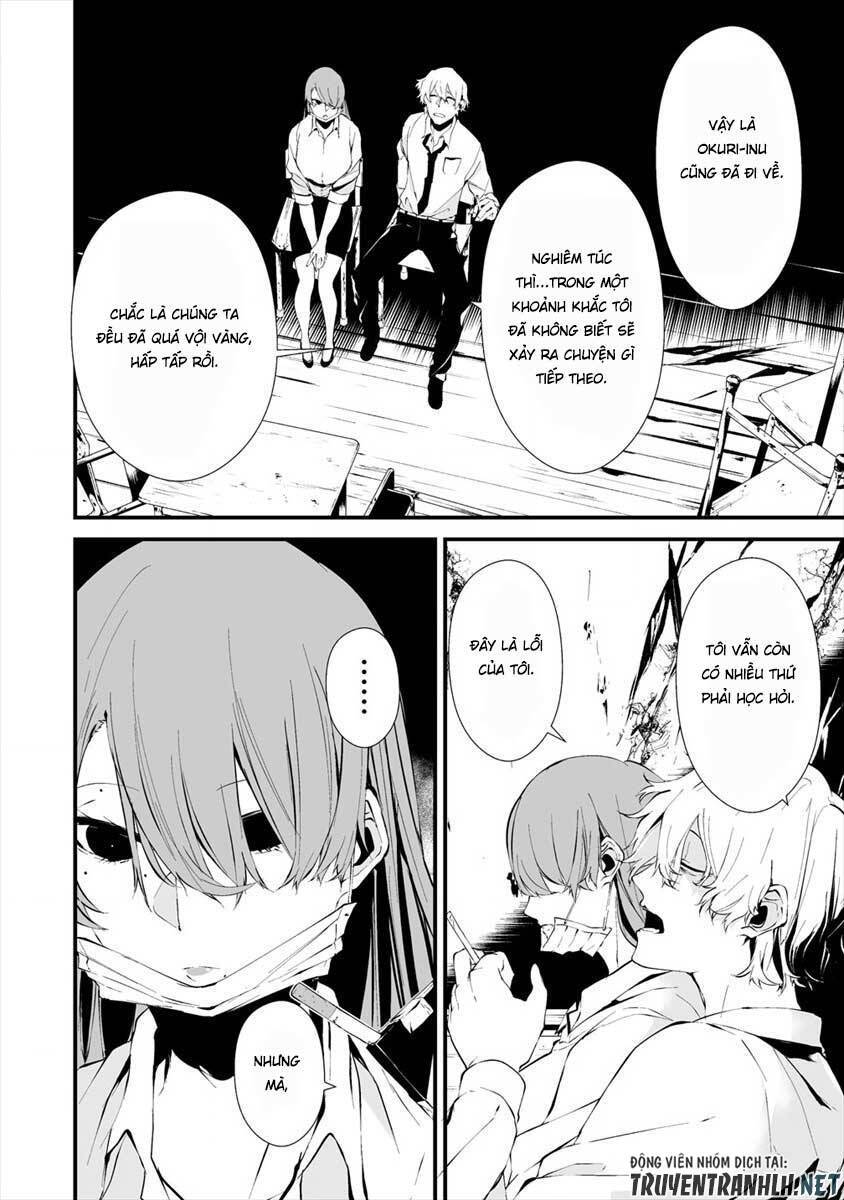 VẬY LÀ
OKURI-INU
CŨNG ĐÃ ĐI VỀ.
NGHIÊM TÚC
THÌ...TRONG MỘT
KHOẢNH KHẮC TÔI
ĐÃ KHÔNG BIẾT SẼ
XẢY RA CHUYỆN GÌ
TIẾP THEO.
CHẮC LÀ CHÚNG TA
ĐỀU ĐÃ QUÁ VỘI VÀNG,
HẤP TẤP RỒI.
TÔI VẪN CÒN
CÓ NHIỀU THỨ
PHẢI HỌC HỎI.
ĐÂY LÀ LỖI
CỦA TÔI.
......
NHƯNG
MÀ,
ĐỘNG VIÊN NHÓM DỊCH TẠI:
TRUYENTRANHLH.NET